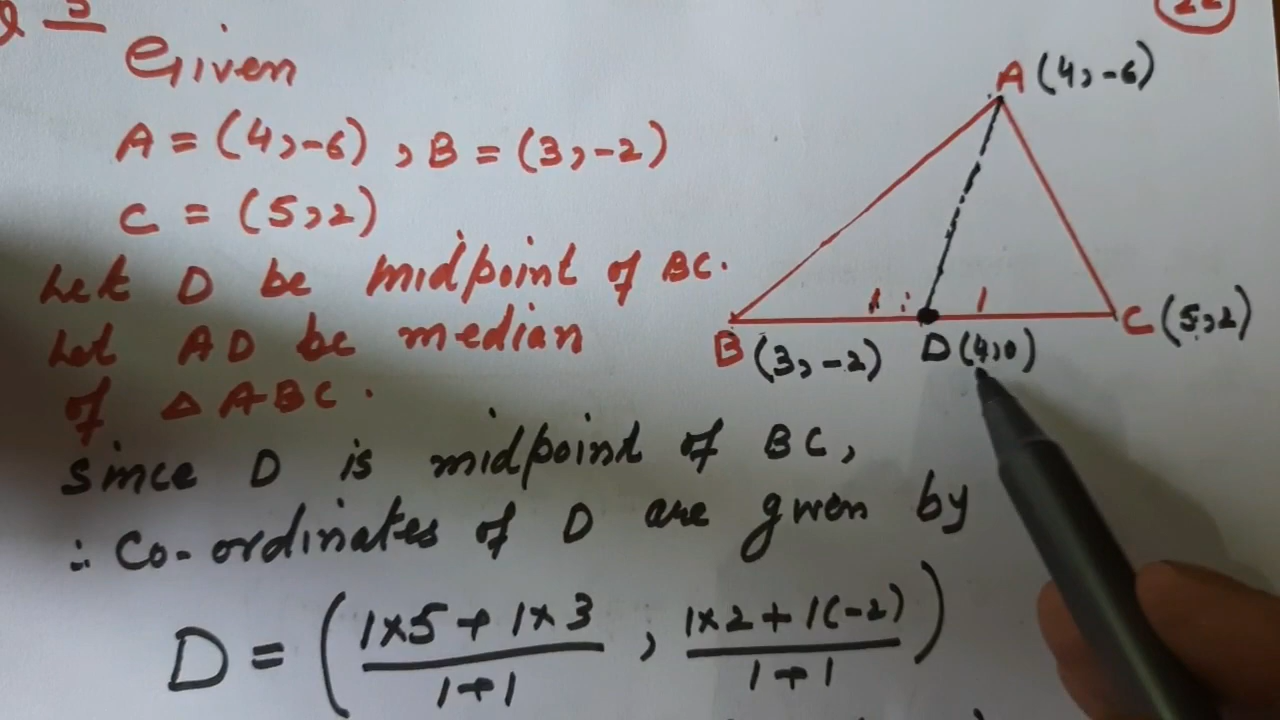 Given
A = (4, -6), B = (3, -2)
C = (5, 2)
Let D be midpoint of BC.
Let AD be median
of △ABC.
since D is midpoint of BC,
∴ Co-ordinates of D are given by
D = (1×5 + 1×3 / 1+1, 1×2 + 1(-2) / 1+1)
A (4, -6)
1 : 1
B (3, -2)
D (4, 0)
C (5, 2)